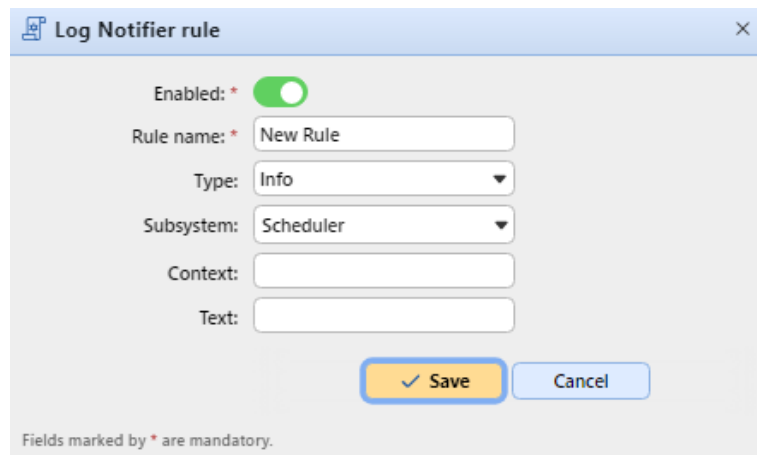 Log Notifier rule
Enabled: *
Rule name: * New Rule
Type: Info
Subsystem: Scheduler
Context:
Text:
Save Cancel
Fields marked by * are mandatory.